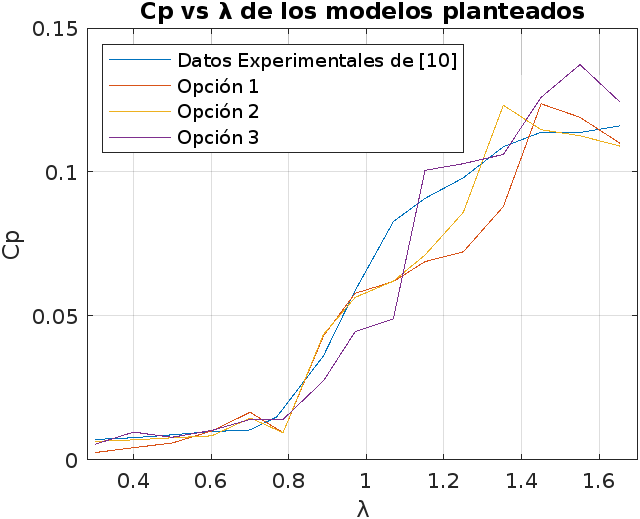 Cp vs λ de los modelos planteados
0.15
Datos Experimentales de [10]
Opción 1
Opción 2
Opción 3
0.1
Cp
0.05
0
0.4 0.6 0.8 1 1.2 1.4 1.6
λ